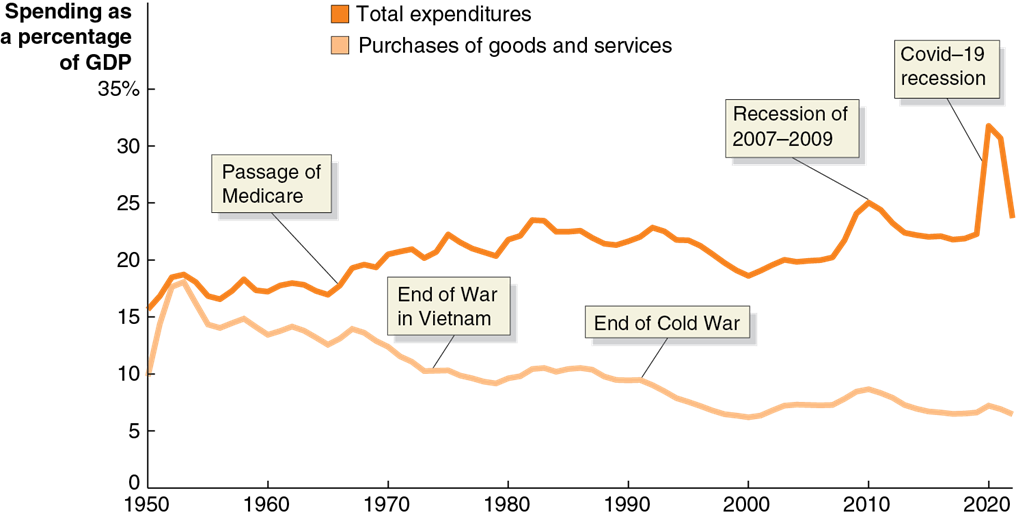 Spending as
a percentage
of GDP
Total expenditures
Purchases of goods and services
35%
30
25
20
15
10
5
0
Passage of
Medicare
End of War
in Vietnam
End of Cold War
Recession of
2007–2009
Covid–19
recession
1950
1960
1970
1980
1990
2000
2010
2020